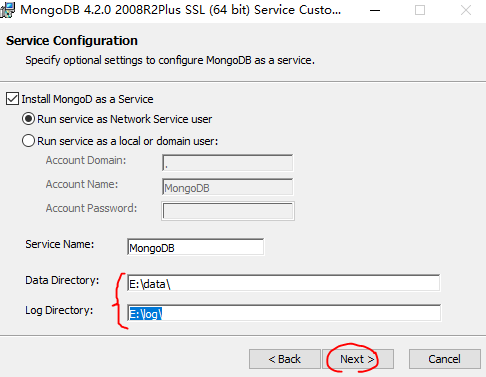 MongoDB 4.2.0 2008R2Plus SSL (64 bit) Service Custo...
Service Configuration
Specify optional settings to configure MongoDB as a service.
Install MongoD as a Service
Run service as Network Service user
Run service as a local or domain user:
Account Domain: .
Account Name: MongoDB
Account Password:
Service Name: MongoDB
Data Directory: E:\data\
Log Directory: E:\log\
< Back Next > Cancel